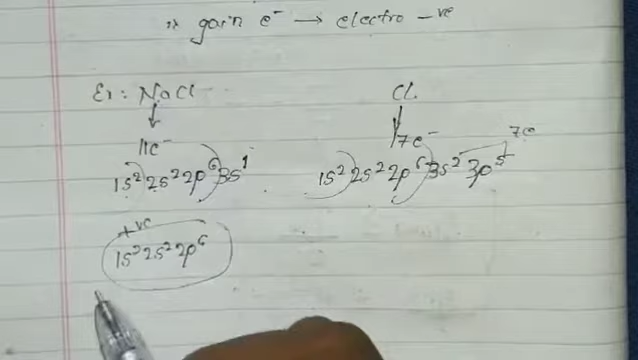 gain e⁻ → electro -ve
Ex: NaCl
Cl
11e⁻
17e⁻
7e
1s² 2s² 2p⁶ 3s¹
1s² 2s² 2p⁶ 3s² 3p⁵
+ve
1s² 2s² 2p⁶